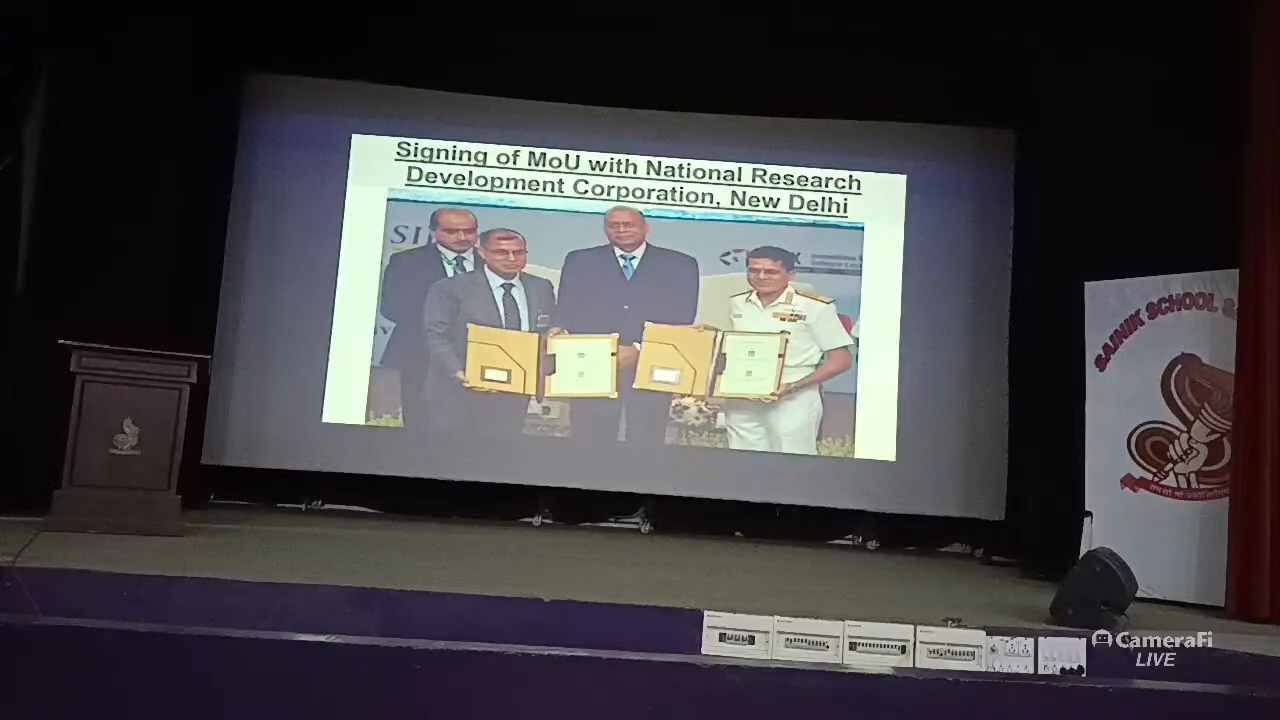 Signing of MoU with National Research
Development Corporation, New Delhi
SAINIK SCHOOL &
CameraFi
LIVE